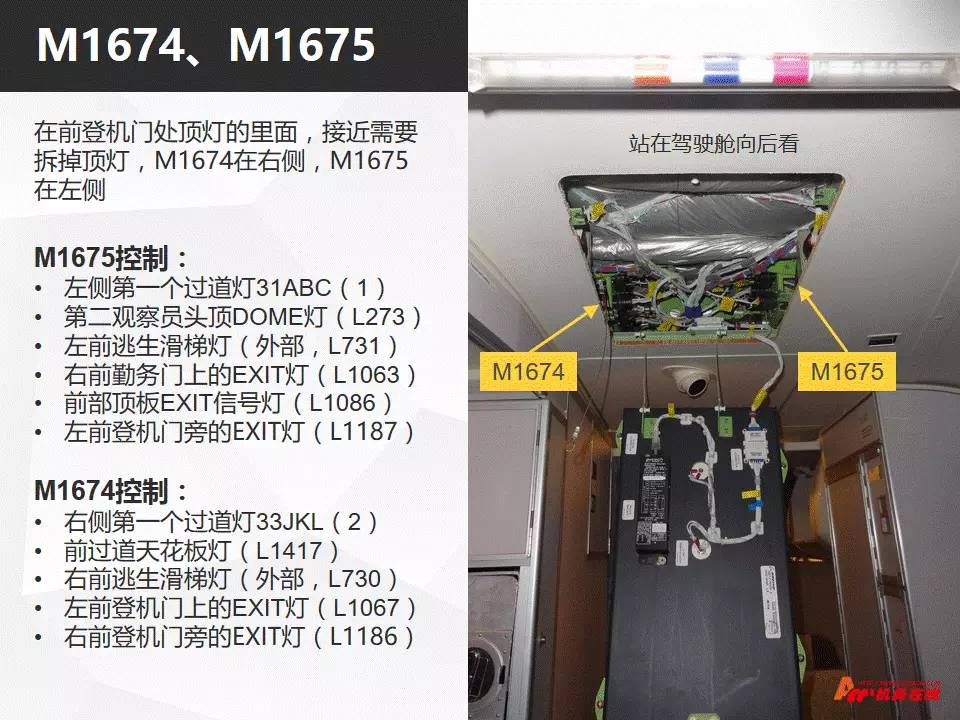 M1674、M1675
在前登机门处顶灯的里面，接近需要
拆掉顶灯，M1674在右侧，M1675
在左侧
M1675控制：
• 左侧第一个过道灯31ABC（1）
• 第二观察员头顶DOME灯（L273）
• 左前逃生滑梯灯（外部，L731）
• 右前勤务门上的EXIT灯（L1063）
• 前部顶板EXIT信号灯（L1086）
• 左前登机门旁的EXIT灯（L1187）
M1674控制：
• 右侧第一个过道灯33JKL（2）
• 前过道天花板灯（L1417）
• 右前逃生滑梯灯（外部，L730）
• 左前登机门上的EXIT灯（L1067）
• 右前登机门旁的EXIT灯（L1186）
站在驾驶舱向后看
M1674
M1675
机务在线